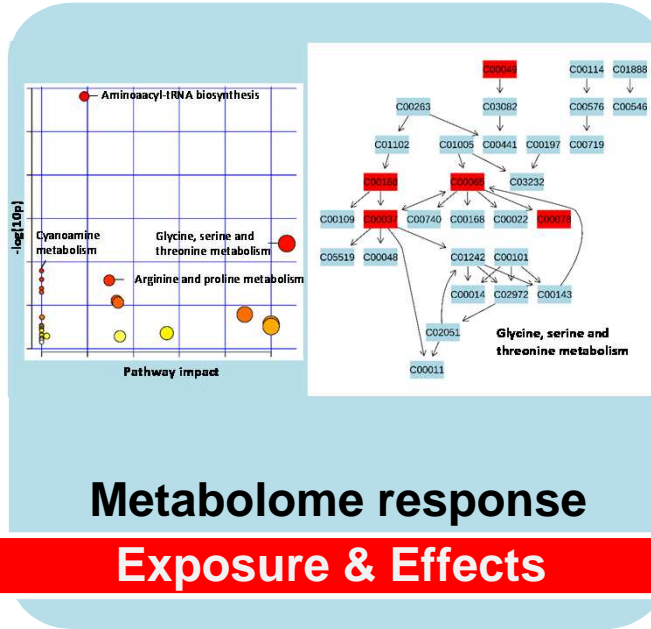 Aminoaacyl-tRNA biosynthesis
-log(10p)
Cyanoamine
metabolism
Glycine, serine and
threonine metabolism
Arginine and proline metabolism
Pathway impact
C00049
C00114
C01888
C00263
C03082
C00576
C00546
C01102
C01005
C00441
C00197
C00719
C00188
C00065
C03232
C00109
C00037
C00740
C00168
C00022
C00078
C05519
C00048
C01242
C00101
C00014
C02972
C00143
C02051
Glycine, serine and
threonine metabolism
C00011
Metabolome response
Exposure & Effects